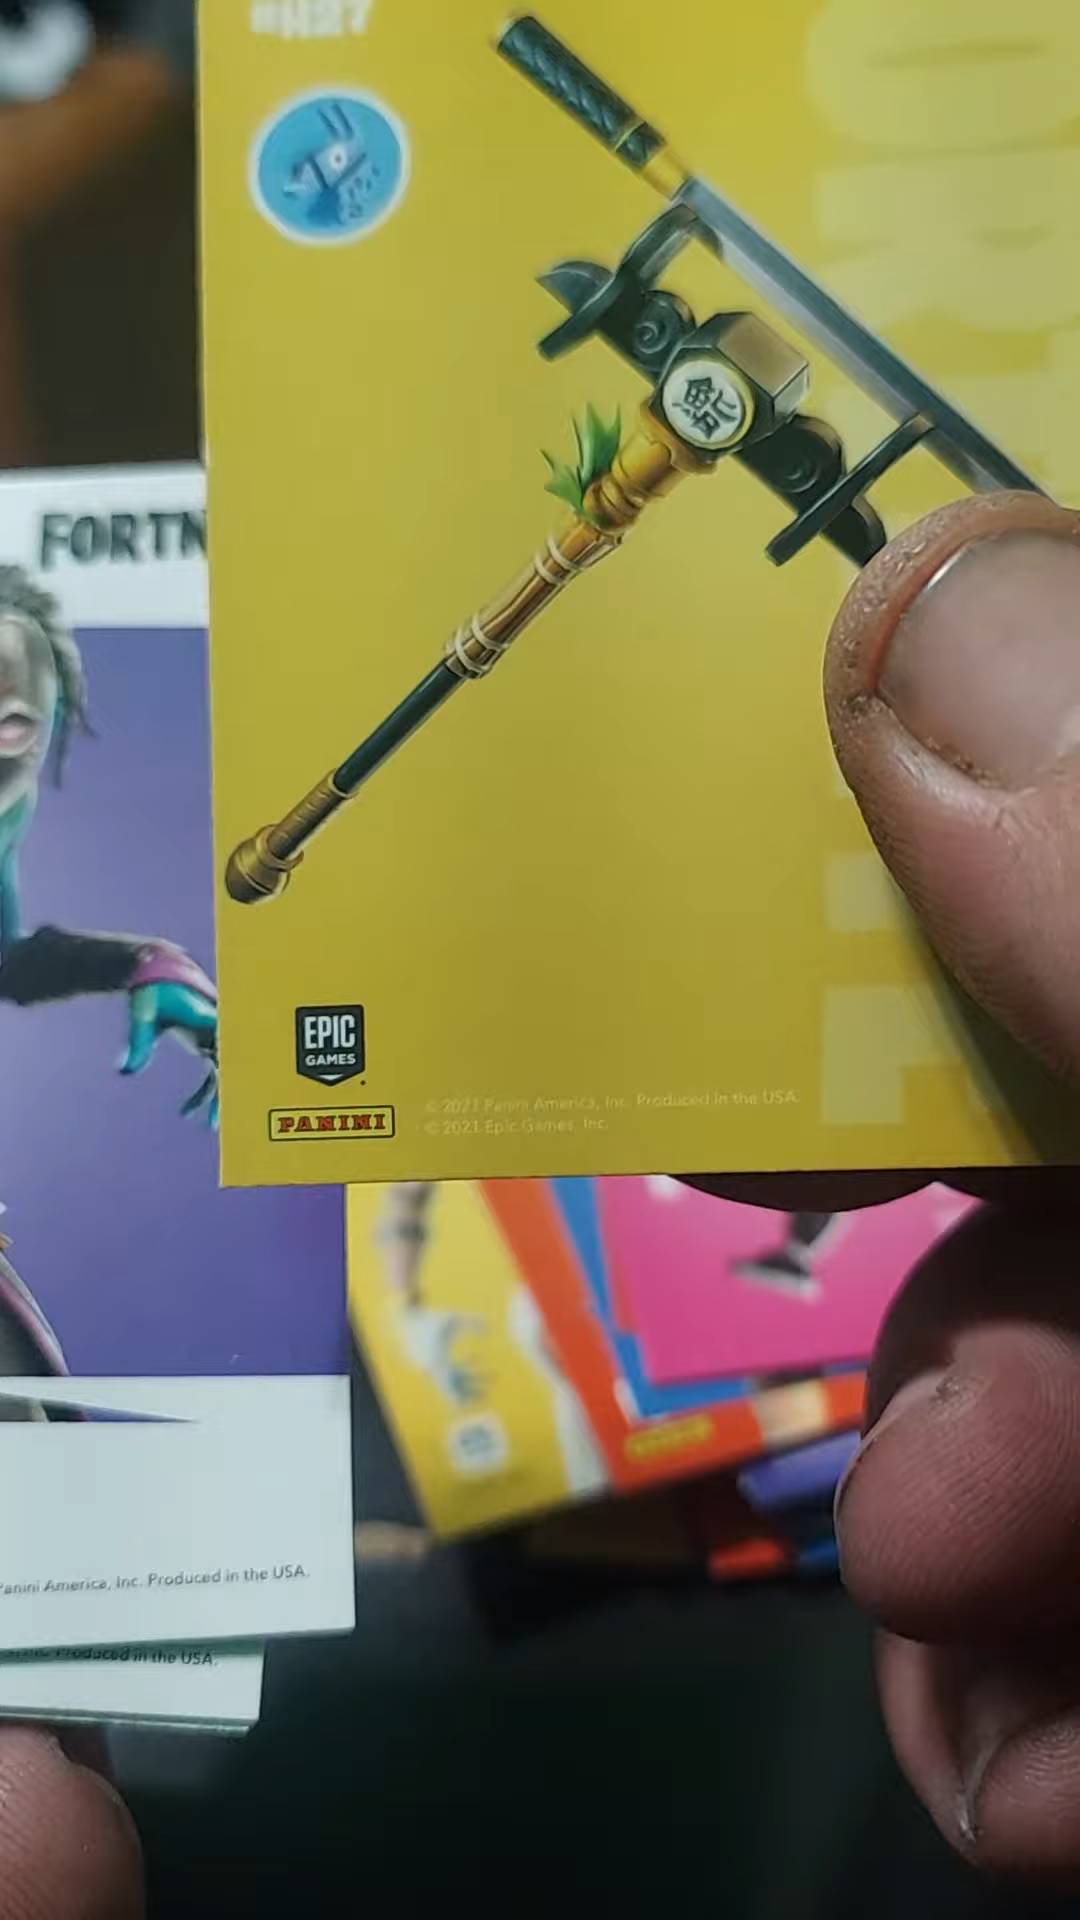 #H27
FORTN
鮨
EPIC
GAMES
PANINI
© 2021 Panini America, Inc. Produced in the USA.
© 2021 Epic Games, Inc.
Panini America, Inc. Produced in the USA.
Produced in the USA.